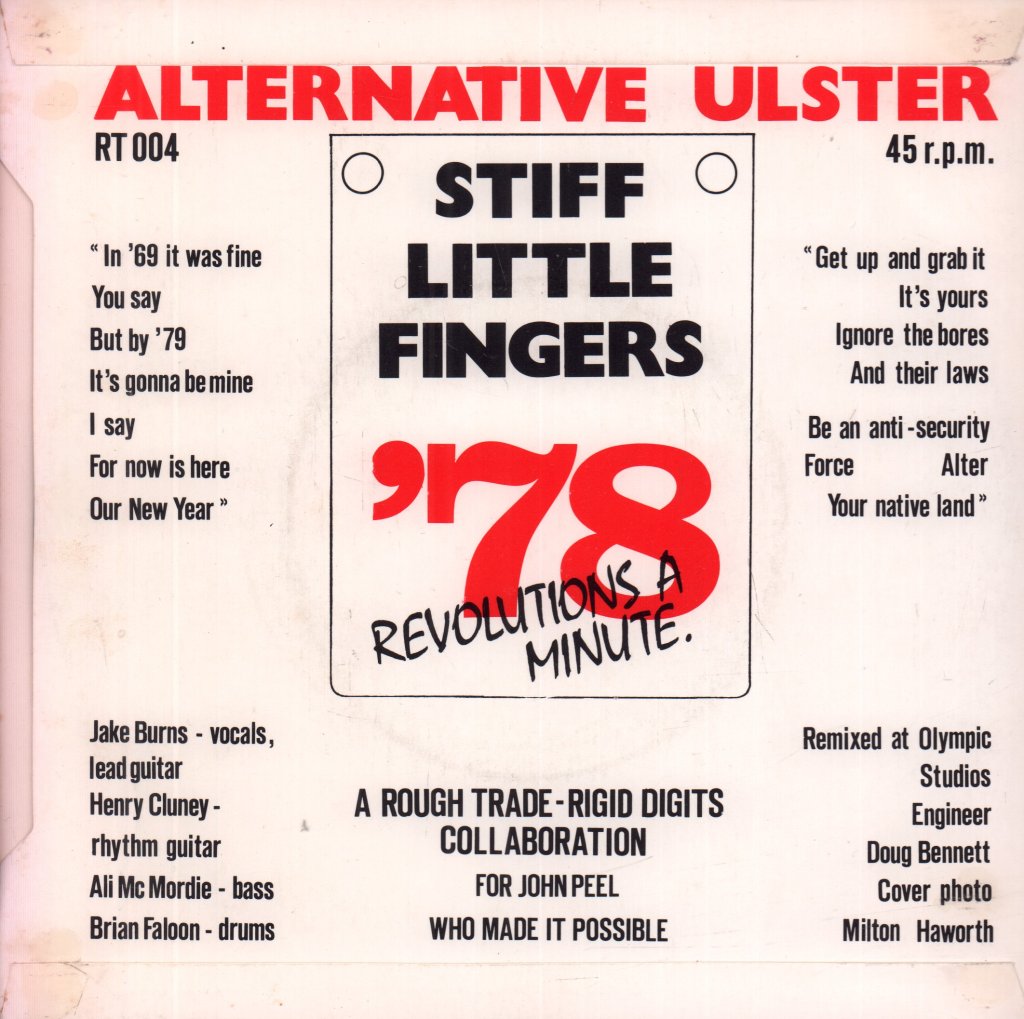 ALTERNATIVE ULSTER
RT 004
45 r.p.m.
STIFF
LITTLE
FINGERS
'78
REVOLUTIONS A
MINUTE.
“ In ’69 it was fine
You say
But by ’79
It’s gonna be mine
I say
For now is here
Our New Year ”
“ Get up and grab it
It’s yours
Ignore the bores
And their laws
Be an anti-security
Force Alter
Your native land ”
Jake Burns - vocals,
lead guitar
Henry Cluney -
rhythm guitar
Ali Mc Mordie - bass
Brian Faloon - drums
A ROUGH TRADE-RIGID DIGITS
COLLABORATION
FOR JOHN PEEL
WHO MADE IT POSSIBLE
Remixed at Olympic
Studios
Engineer
Doug Bennett
Cover photo
Milton Haworth